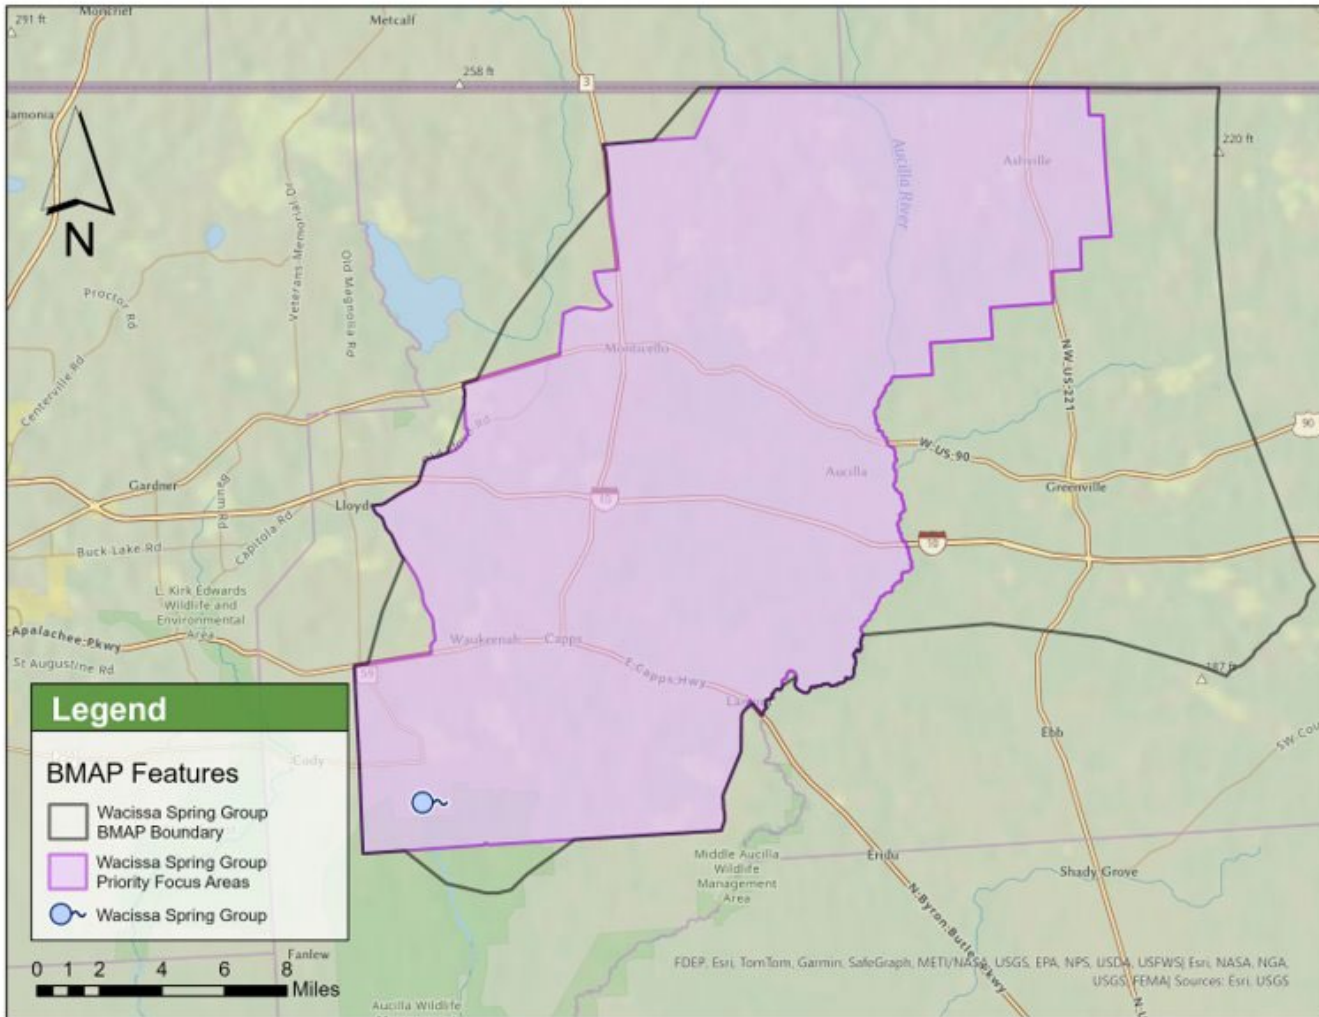 291 ft
Moncrief
Metcalf
258 ft
3
220 ft
N
Ashville
Aucilla River
Veterans Memorial Dr
Old Magnolia Rd
Proctor Rd
Centerville Rd
Monticello
NW US 221
90
W US 90
Aucilla
Gardner
Baum Rd
Capitola Rd
Lloyd
Greenville
10
Buck Lake Rd
L. Kirk Edwards
Wildlife and
Environmental
Area
Apalachee Pkwy
St Augustine Rd
Waukeenah
Capps
E Capps Hwy
59
187 ft
Ebb
Cody
Legend
BMAP Features
Wacissa Spring Group
BMAP Boundary
Wacissa Spring Group
Priority Focus Areas
Wacissa Spring Group
Middle Aucilla
Wildlife
Management
Area
Eridu
Shady Grove
N Byron Butler Pkwy
Fanlew
0 1 2 4 6 8
Miles
Aucilla Wildlife
FDEP, Esri, TomTom, Garmin, SafeGraph, METI/NASA, USGS, EPA, NPS, USDA, USFWS| Esri, NASA, NGA,
USGS, FEMA| Sources: Esri, USGS